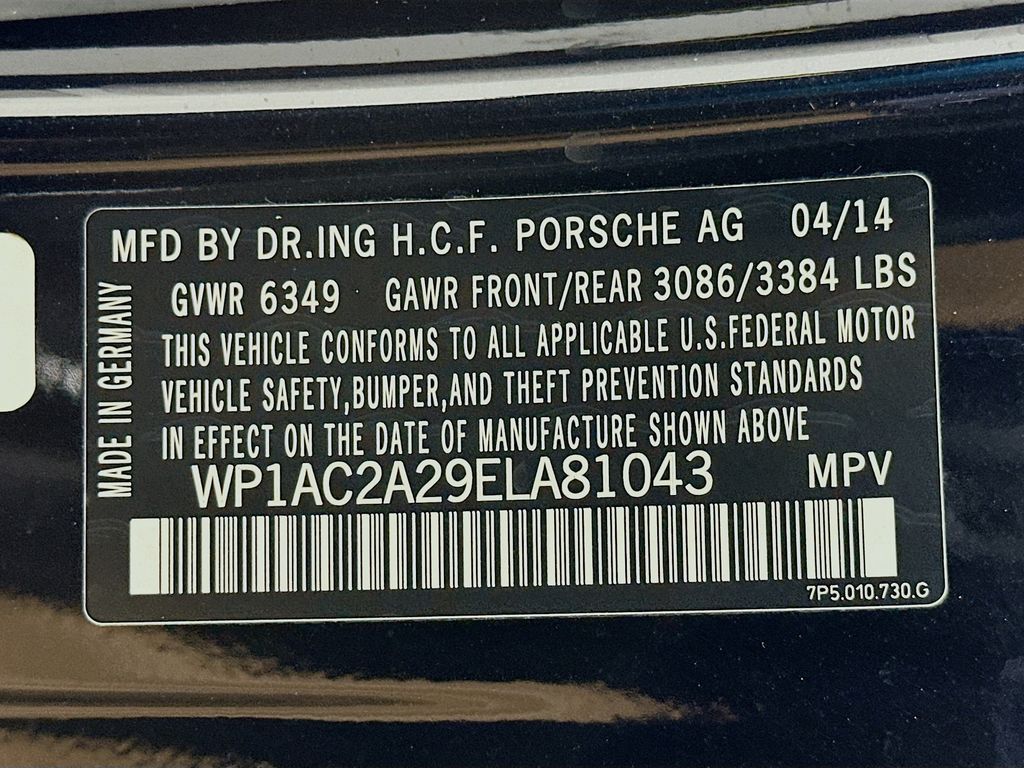 MFD BY DR.ING H.C.F. PORSCHE AG 04/14
GVWR 6349 GAWR FRONT/REAR 3086/3384 LBS
THIS VEHICLE CONFORMS TO ALL APPLICABLE U.S.FEDERAL MOTOR
VEHICLE SAFETY,BUMPER,AND THEFT PREVENTION STANDARDS
IN EFFECT ON THE DATE OF MANUFACTURE SHOWN ABOVE
WP1AC2A29ELA81043 MPV
7P5.010.730.G
MADE IN GERMANY